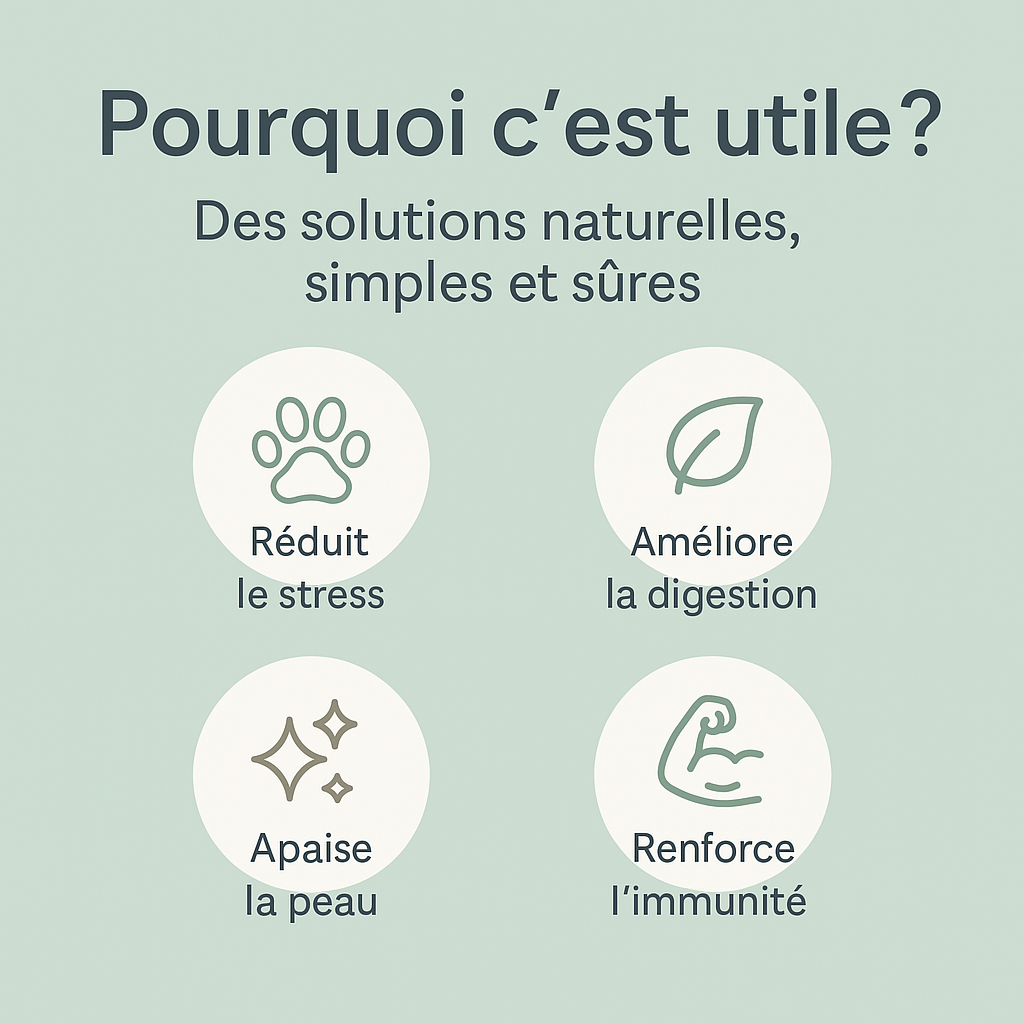 Pourquoi c’est utile?
Des solutions naturelles,
simples et sûres
Réduit
le stress
Améliore
la digestion
Apaise
la peau
Renforce
l’immunité